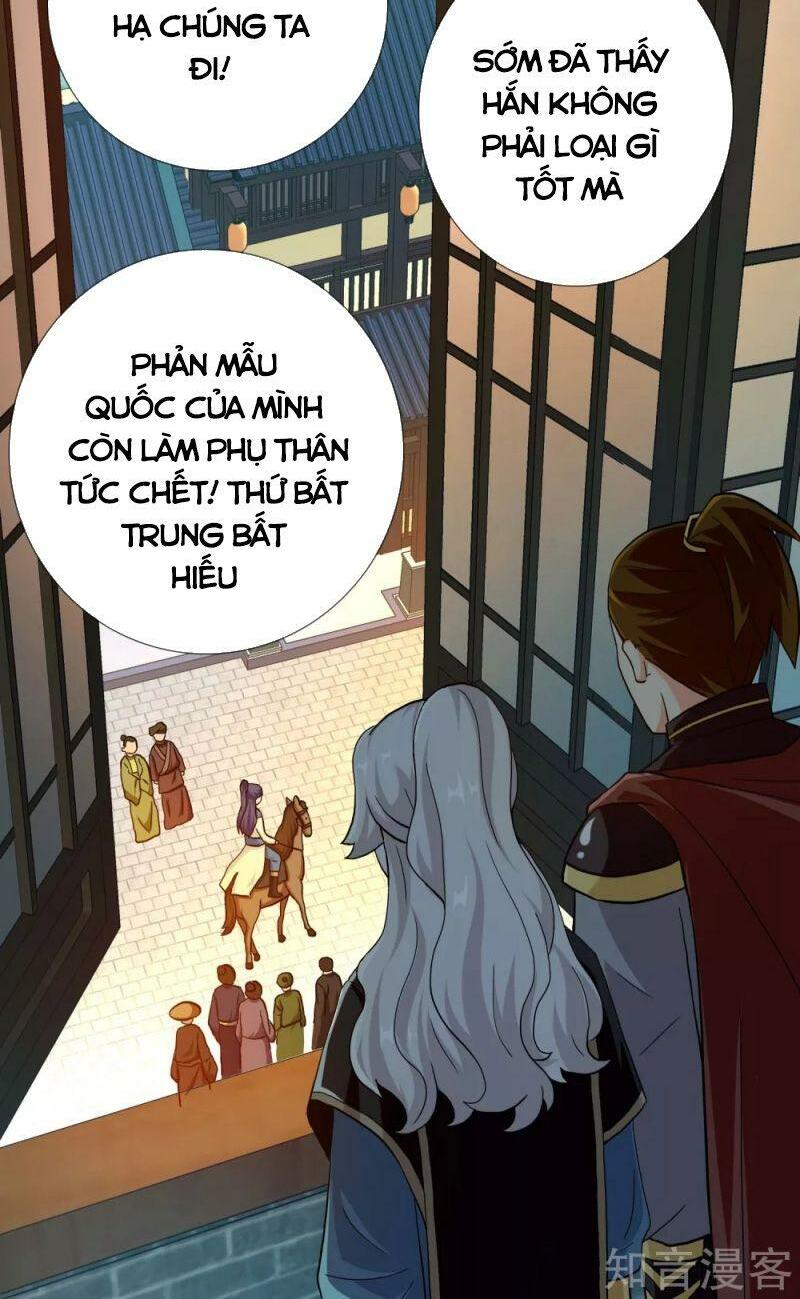 HẠ CHÚNG TA
ĐI!
SỚM ĐÃ THẤY
HẮN KHÔNG
PHẢI LOẠI GÌ
TỐT MÀ
PHẢN MẪU
QUỐC CỦA MÌNH
CÒN LÀM PHỤ THÂN
TỨC CHẾT! THỨ BẤT
TRUNG BẤT
HIẾU
知音漫客